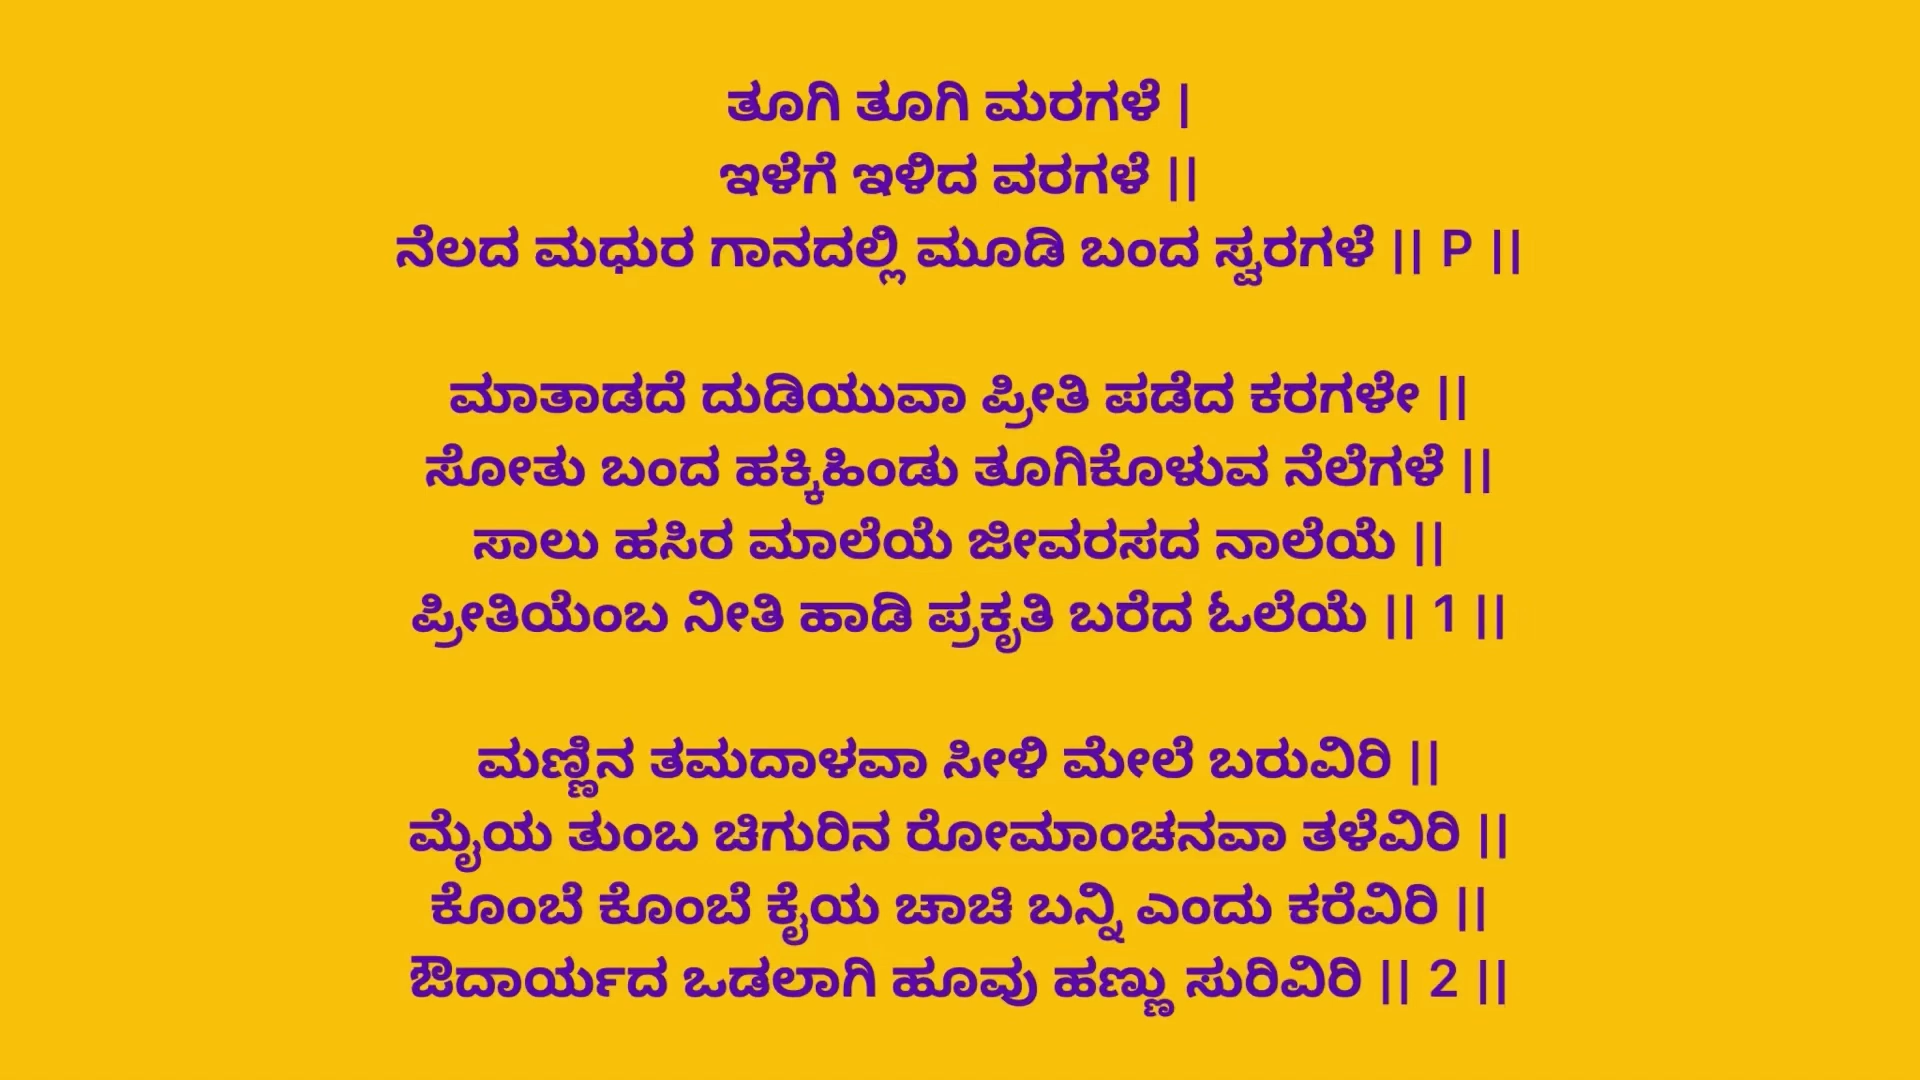 ತೂಗಿ ತೂಗಿ ಮರಗಳೆ |
ಇಳೆಗೆ ಇಳಿದ ವರಗಳೆ ||
ನೆಲದ ಮಧುರ ಗಾನದಲ್ಲಿ ಮೂಡಿ ಬಂದ ಸ್ವರಗಳೆ || P ||
ಮಾತಾಡದೆ ದುಡಿಯುವಾ ಪ್ರೀತಿ ಪಡೆದ ಕರಗಳೇ ||
ಸೋತು ಬಂದ ಹಕ್ಕಿಹಿಂಡು ತೂಗಿಕೊಳುವ ನೆಲೆಗಳೆ ||
ಸಾಲು ಹಸಿರ ಮಾಲೆಯೆ ಜೀವರಸದ ನಾಲೆಯೆ ||
ಪ್ರೀತಿಯೆಂಬ ನೀತಿ ಹಾಡಿ ಪ್ರಕೃತಿ ಬರೆದ ಓಲೆಯೆ || 1 ||
ಮಣ್ಣಿನ ತಮದಾಳವಾ ಸೀಳಿ ಮೇಲೆ ಬರುವಿರಿ ||
ಮೈಯ ತುಂಬ ಚಿಗುರಿನ ರೋಮಾಂಚನವಾ ತಳೆವಿರಿ ||
ಕೊಂಬೆ ಕೊಂಬೆ ಕೈಯ ಚಾಚಿ ಬನ್ನಿ ಎಂದು ಕರೆವಿರಿ ||
ಔದಾರ್ಯದ ಒಡಲಾಗಿ ಹೂವು ಹಣ್ಣು ಸುರಿವಿರಿ || 2 ||